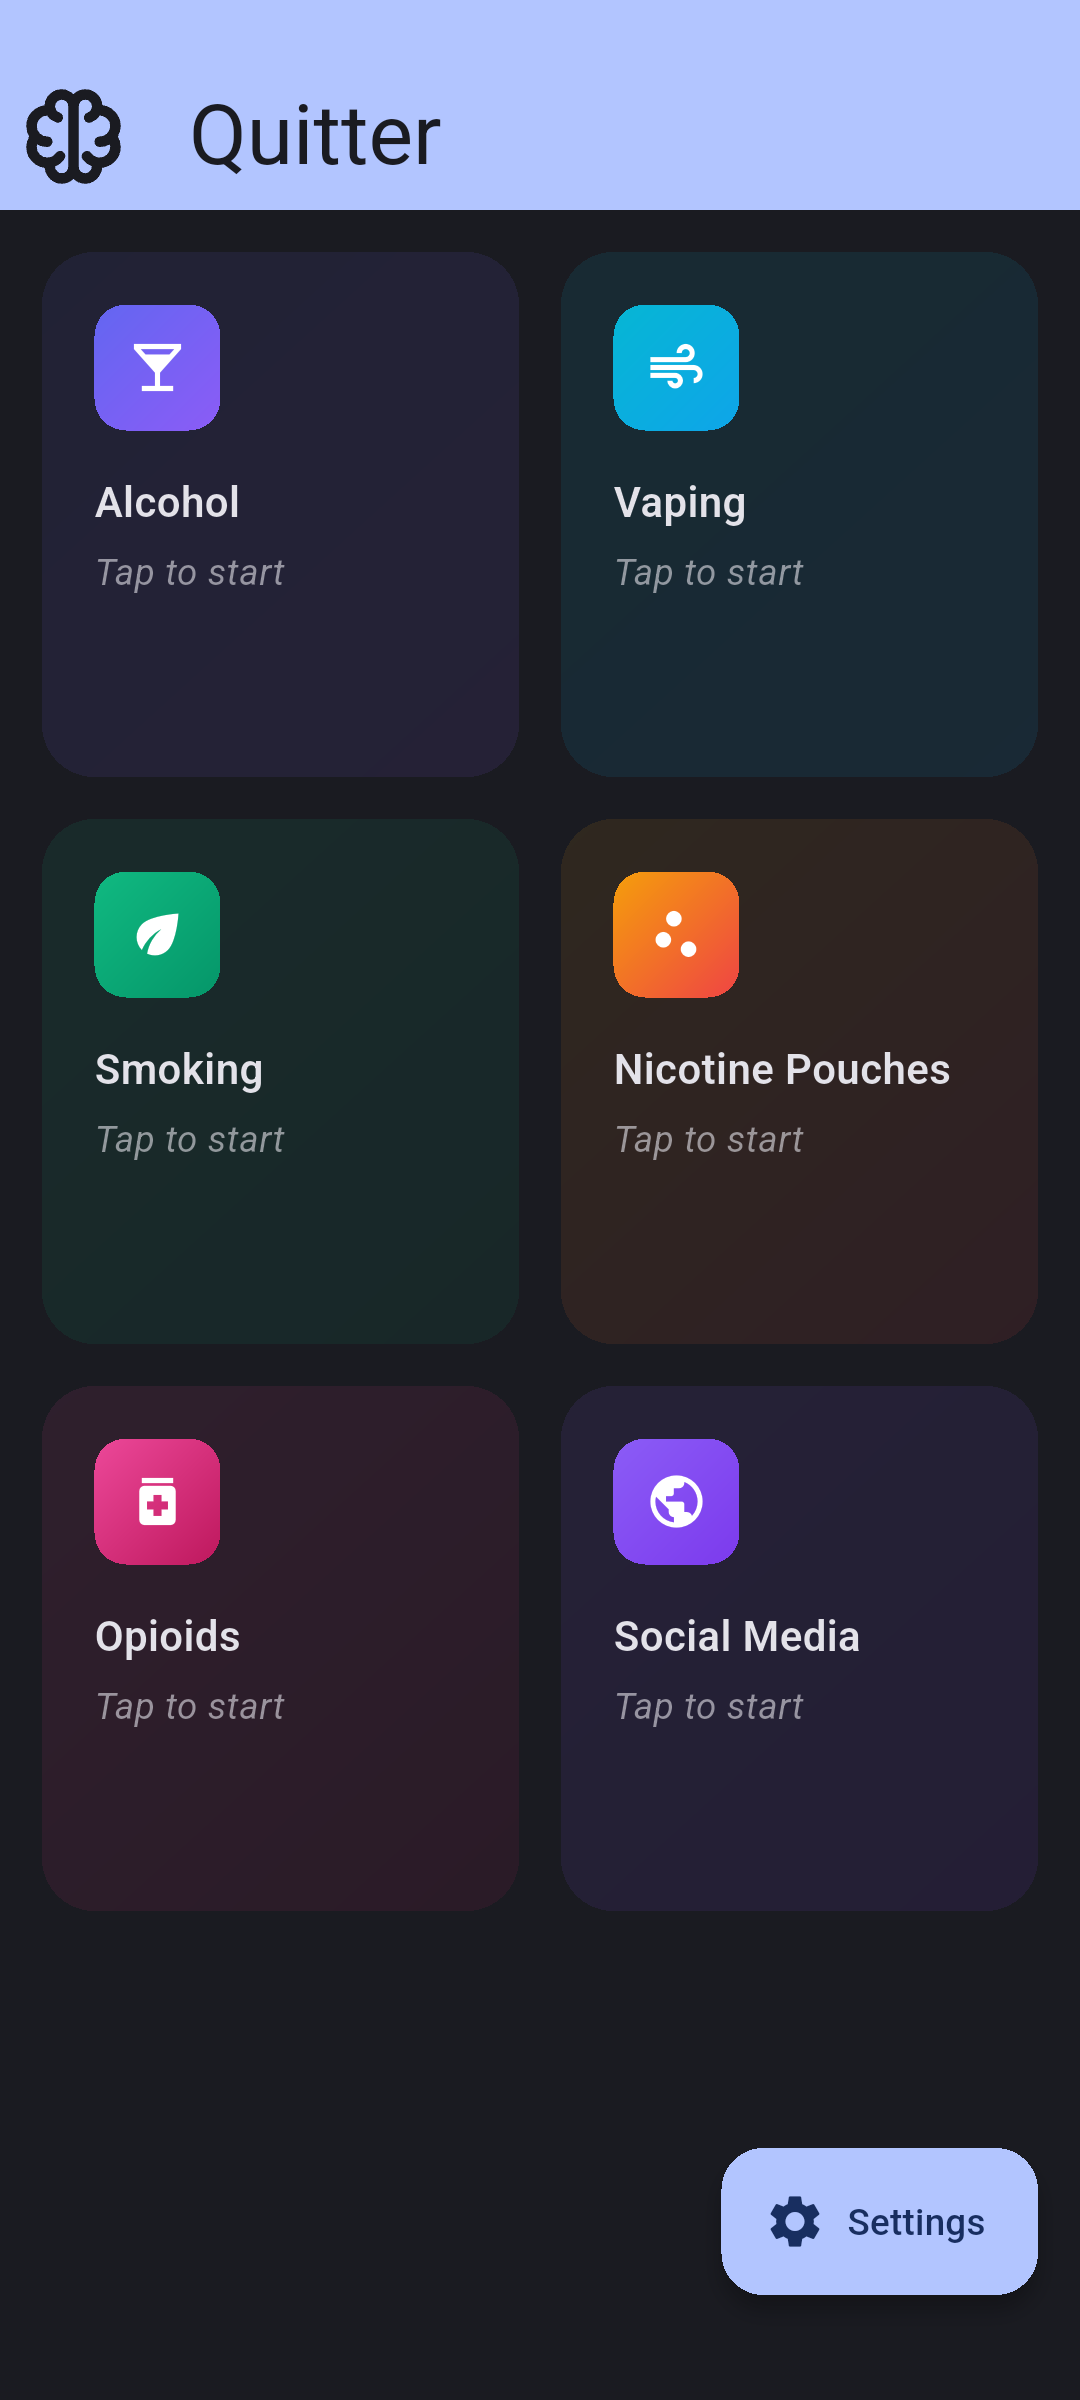 Quitter
Alcohol
Tap to start
Vaping
Tap to start
Smoking
Tap to start
Nicotine Pouches
Tap to start
Opioids
Tap to start
Social Media
Tap to start
Settings